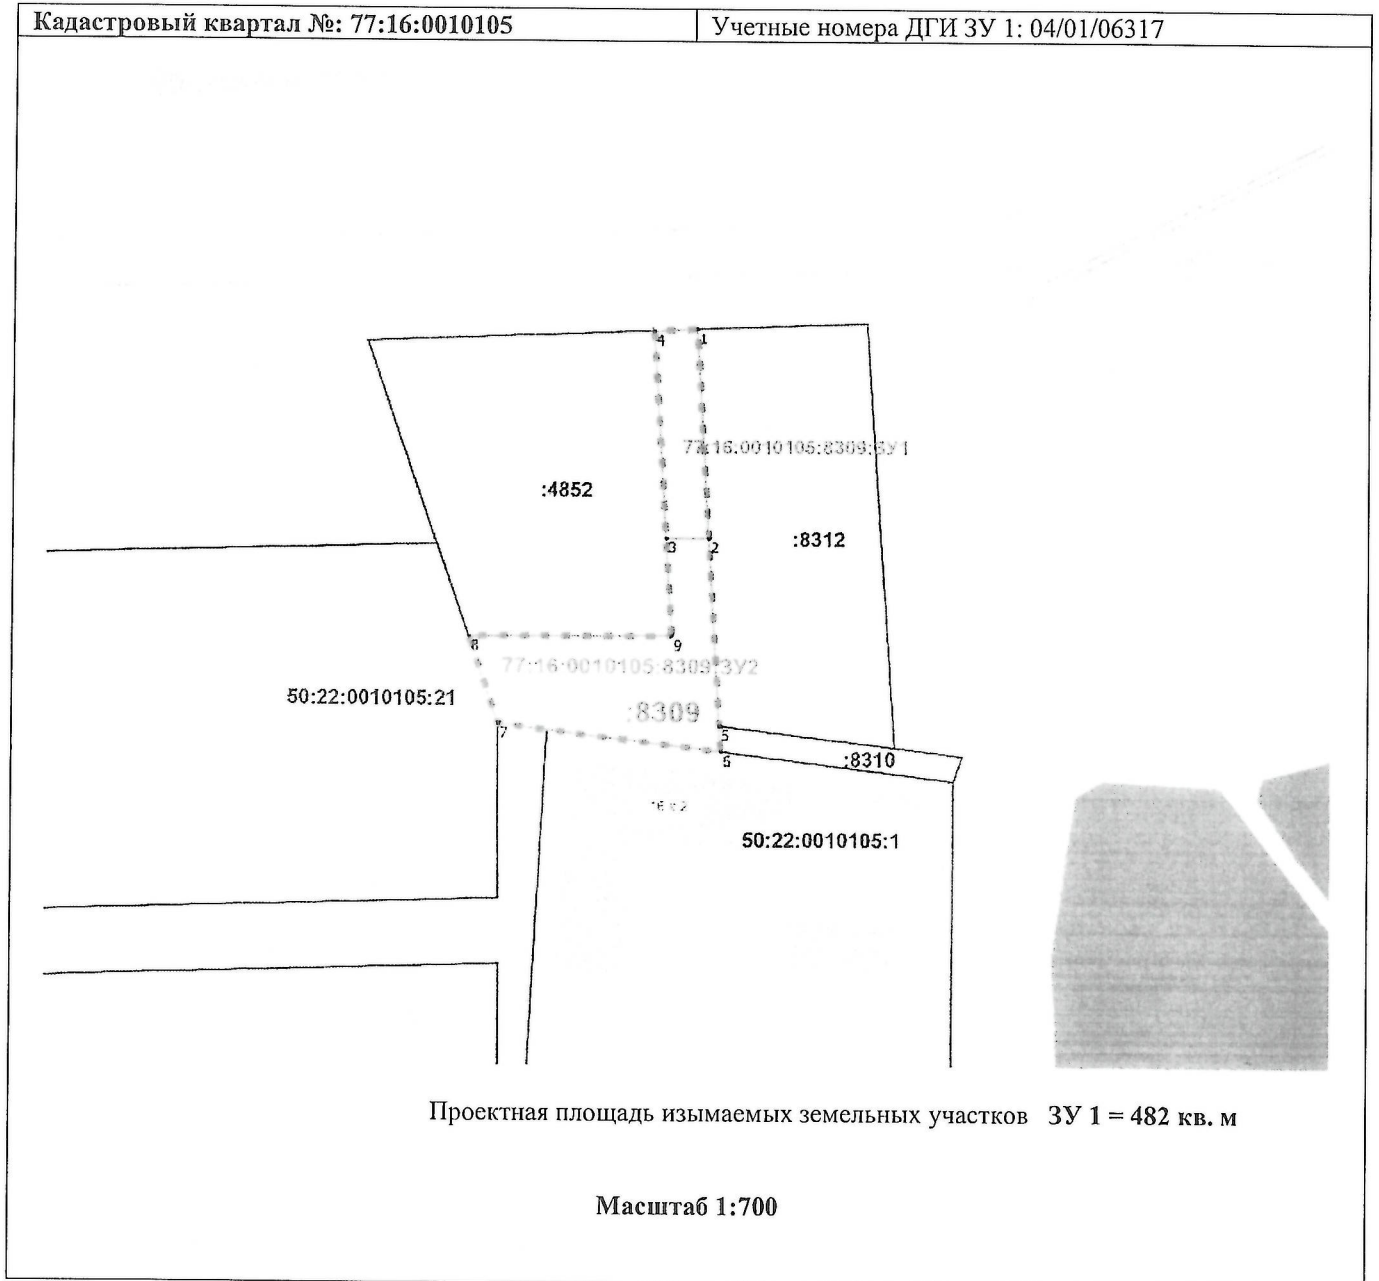 Кадастровый квартал №: 77:16:0010105
Учетные номера ДГИ ЗУ 1: 04/01/06317
4
1
77:16:0010105:8309:ЗУ1
:4852
3
2
:8312
8
9
77:16:0010105:8309:ЗУ2
50:22:0010105:21
:8309
7
5
6
:8310
50:22:0010105:1
Проектная площадь изымаемых земельных участков ЗУ 1 = 482 кв. м
Масштаб 1:700